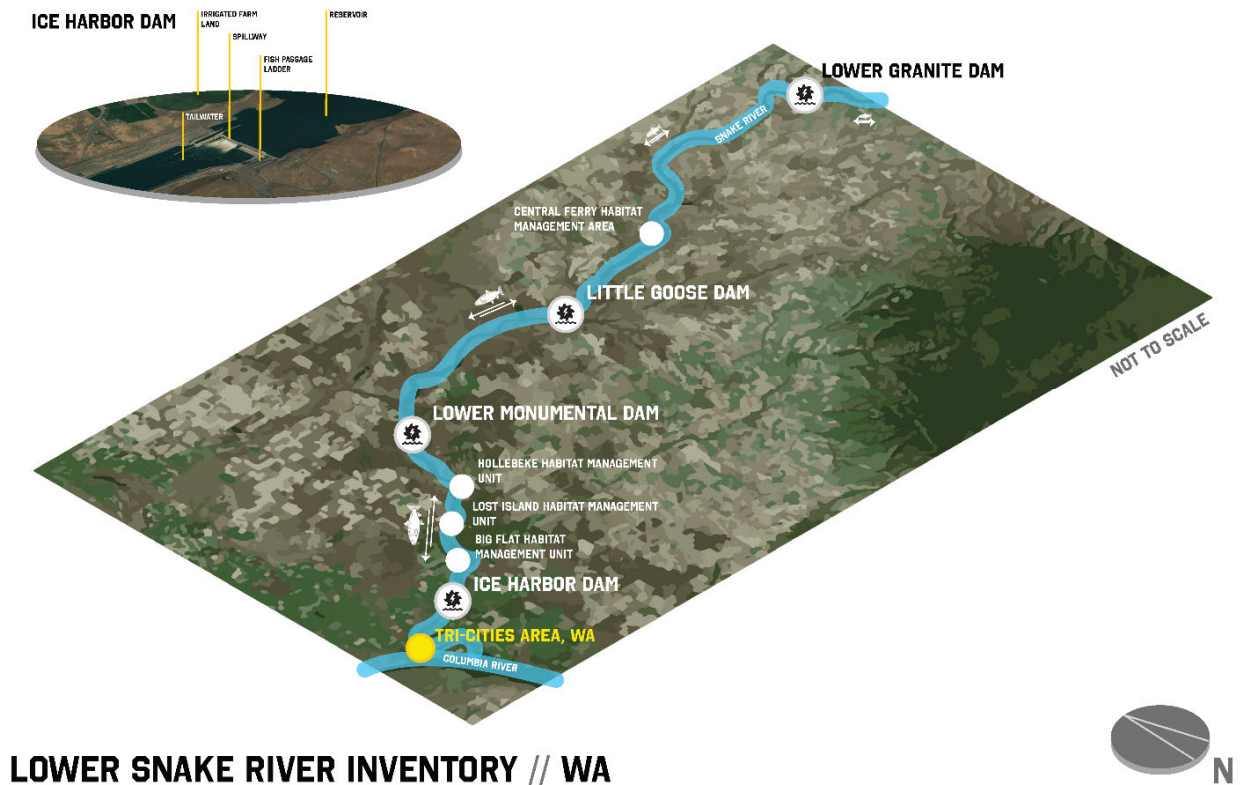 ICE HARBOR DAM
IRRIGATED FARM
LAND
SPILLWAY
FISH PASSAGE
LADDER
RESERVOIR
TAILWATER
LOWER GRANITE DAM
SNAKE RIVER
CENTRAL FERRY HABITAT
MANAGEMENT AREA
LITTLE GOOSE DAM
NOT TO SCALE
LOWER MONUMENTAL DAM
HOLLEBEKE HABITAT MANAGEMENT
UNIT
LOST ISLAND HABITAT MANAGEMENT
UNIT
BIG FLAT HABITAT
MANAGEMENT UNIT
ICE HARBOR DAM
TRI-CITIES AREA, WA
COLUMBIA RIVER
LOWER SNAKE RIVER INVENTORY // WA
N